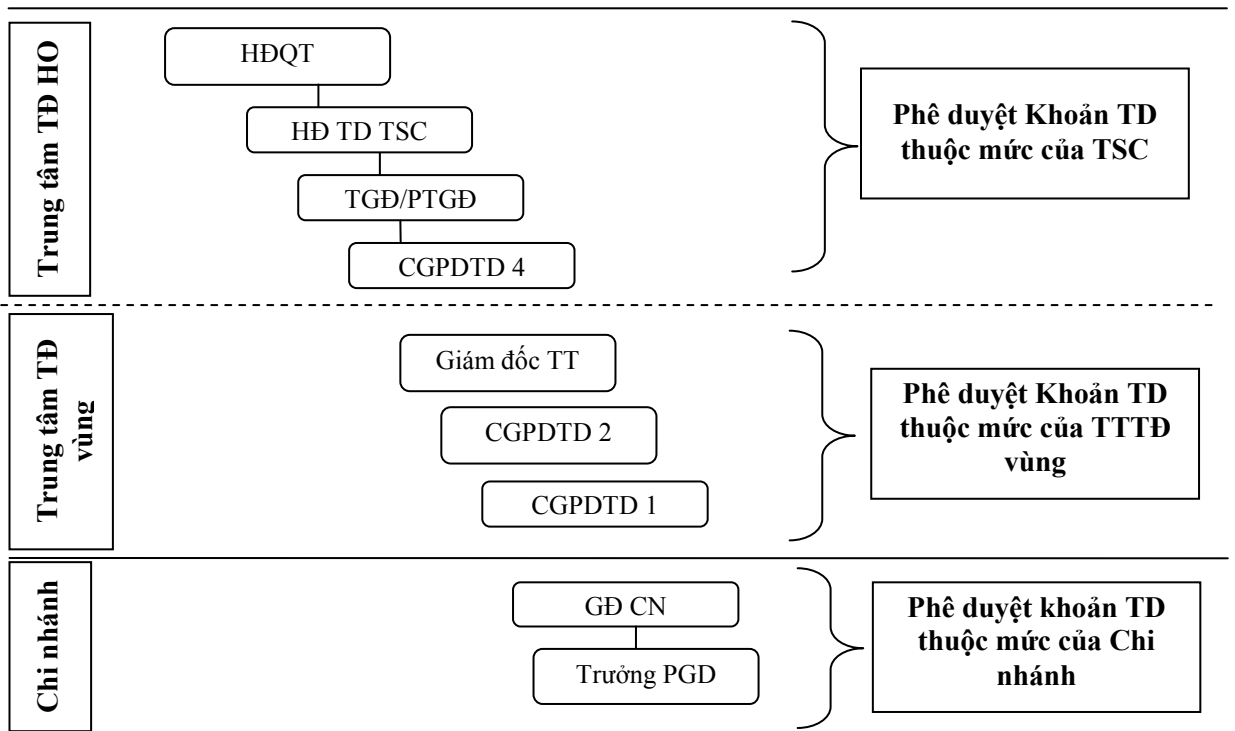 Trung tâm TĐ HO
HĐQT
HĐ TD TSC
TGĐ/PTGĐ
CGPDTD 4
Phê duyệt Khoản TD
thuộc mức của TSC
Trung tâm TĐ
vùng
Giám đốc TT
CGPDTD 2
CGPDTD 1
Phê duyệt Khoản TD
thuộc mức của TTTĐ
vùng
Chi nhánh
GĐ CN
Trưởng PGD
Phê duyệt khoản TD
thuộc mức của Chi
nhánh